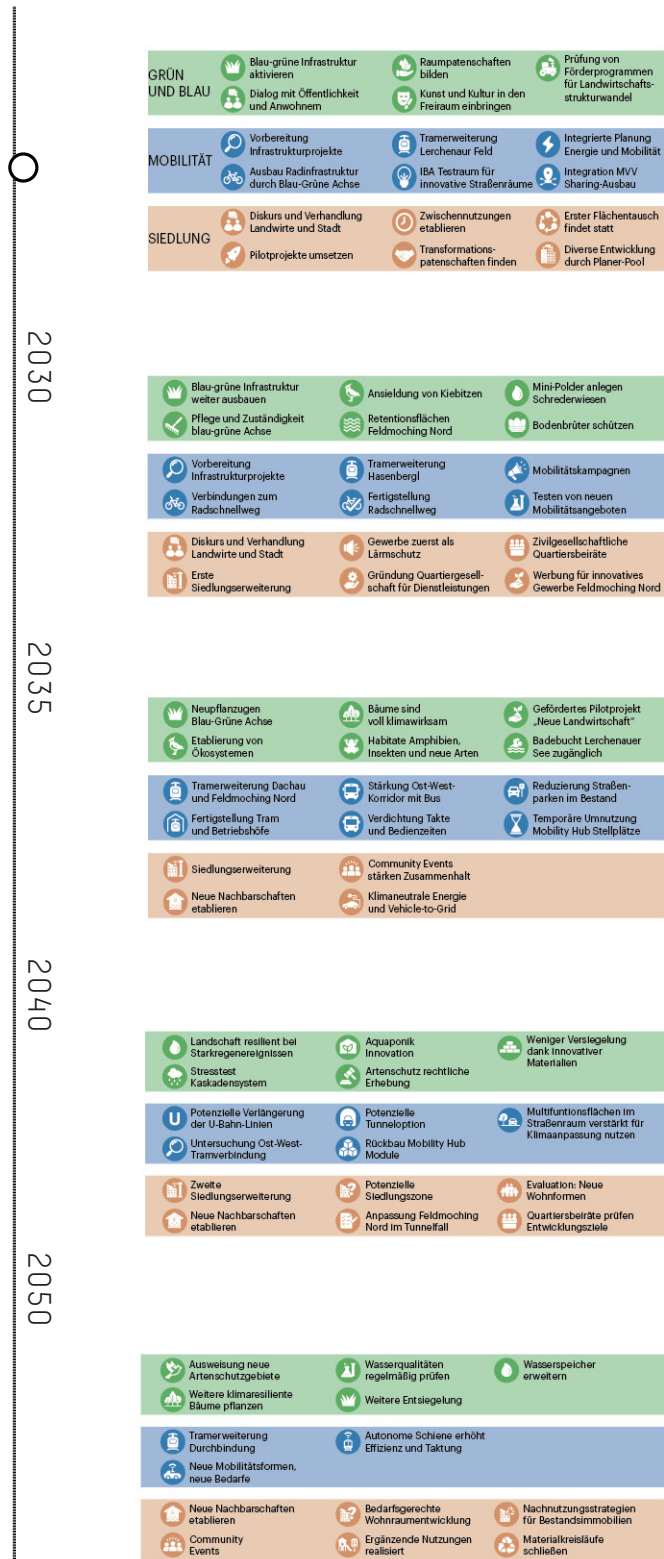 GRÜN
UND BLAU
Blau-grüne Infrastruktur
aktivieren
Raumpatenschaften
bilden
Prüfung von
Förderprogrammen
für Landwirtschafts-
strukturwandel
Dialog mit Öffentlichkeit
und Anwohnern
Kunst und Kultur in den
Freiraum einbringen
MOBILITÄT
Vorbereitung
Infrastrukturprojekte
Tramerweiterung
Lerchenaur Feld
Integrierte Planung
Energie und Mobilität
Ausbau Radinfrastruktur
durch Blau-Grüne Achse
IBA Testraum für
innovative Straßenräume
Integration MVV
Sharing-Ausbau
SIEDLUNG
Diskurs und Verhandlung
Landwirte und Stadt
Zwischennutzungen
etablieren
Erster Flächentausch
findet statt
Pilotprojekte umsetzen
Transformations-
patenschaften finden
Diverse Entwicklung
durch Planer-Pool
2030
Blau-grüne Infrastruktur
weiter ausbauen
Ansieldung von Kiebitzen
Mini-Polder anlegen
Schrederwiesen
Pflege und Zuständigkeit
blau-grüne Achse
Retentionsflächen
Feldmoching Nord
Bodenbrüter schützen
Vorbereitung
Infrastrukturprojekte
Tramerweiterung
Hasenbergl
Mobilitätskampagnen
Verbindungen zum
Radschnellweg
Fertigstellung
Radschnellweg
Testen von neuen
Mobilitätsangeboten
Diskurs und Verhandlung
Landwirte und Stadt
Gewerbe zuerst als
Lärmschutz
Zivilgesellschaftliche
Quartiersbeiräte
Erste
Siedlungserweiterung
Gründung Quartiergesell-
schaft für Dienstleistungen
Werbung für innovatives
Gewerbe Feldmoching Nord
2035
Neupflanzugen
Blau-Grüne Achse
Bäume sind
voll klimawirksam
Gefördertes Pilotprojekt
„Neue Landwirtschaft“
Etablierung von
Ökosystemen
Habitate Amphibien,
Insekten und neue Arten
Badebucht Lerchenauer
See zugänglich
Tramerweiterung Dachau
und Feldmoching Nord
Stärkung Ost-West-
Korridor mit Bus
Reduzierung Straßen-
parken im Bestand
Fertigstellung Tram
und Betriebshöfe
Verdichtung Takte
und Bedienzeiten
Temporäre Umnutzung
Mobility Hub Stellplätze
Siedlungserweiterung
Community Events
stärken Zusammenhalt
Neue Nachbarschaften
etablieren
Klimaneutrale Energie
und Vehicle-to-Grid
2040
Landschaft resilient bei
Starkregenereignissen
Aquaponik
Innovation
Weniger Versiegelung
dank innovativer
Materialien
Stresstest
Kaskadensystem
Artenschutz rechtliche
Erhebung
U
Potenzielle Verlängerung
der U-Bahn-Linien
Potenzielle
Tunneloption
Multifuntionsflächen im
Straßenraum verstärkt für
Klimaanpassung nutzen
Untersuchung Ost-West-
Tramverbindung
Rückbau Mobility Hub
Module
Zweite
Siedlungserweiterung
Potenzielle
Siedlungszone
Evaluation: Neue
Wohnformen
Neue Nachbarschaften
etablieren
Anpassung Feldmoching
Nord im Tunnelfall
Quartiersbeiräte prüfen
Entwicklungsziele
2050
Ausweisung neue
Artenschutzgebiete
Wasserqualitäten
regelmäßig prüfen
Wasserspeicher
erweitern
Weitere klimaresiliente
Bäume pflanzen
Weitere Entsiegelung
Tramerweiterung
Durchbindung
Autonome Schiene erhöht
Effizienz und Taktung
Neue Mobilitätsformen,
neue Bedarfe
Neue Nachbarschaften
etablieren
Bedarfsgerechte
Wohnraumentwicklung
Nachnutzungsstrategien
für Bestandsimmobilien
Community
Events
Ergänzende Nutzungen
realisiert
Materialkreisläufe
schließen